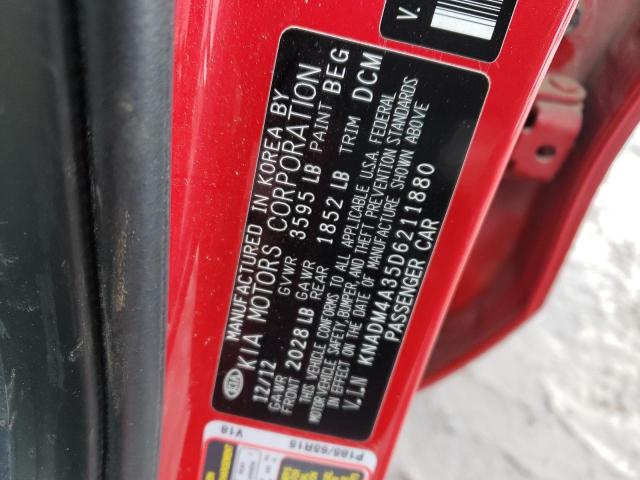 V.
KIA
MANUFACTURED IN KOREA BY
KIA MOTORS CORPORATION
12/12 GVWR 3595 LB PAINT BEG
GAWR FRONT 2028 LB GAWR REAR 1852 LB TRIM DCM
THIS VEHICLE CONFORMS TO ALL APPLICABLE U.S.A. FEDERAL
MOTOR VEHICLE SAFETY, BUMPER, AND THEFT PREVENTION STANDARDS
IN EFFECT ON THE DATE OF MANUFACTURE SHOWN ABOVE
V.I.N KNADM4A35D6211880
PASSENGER CAR
V18
P185/65R15